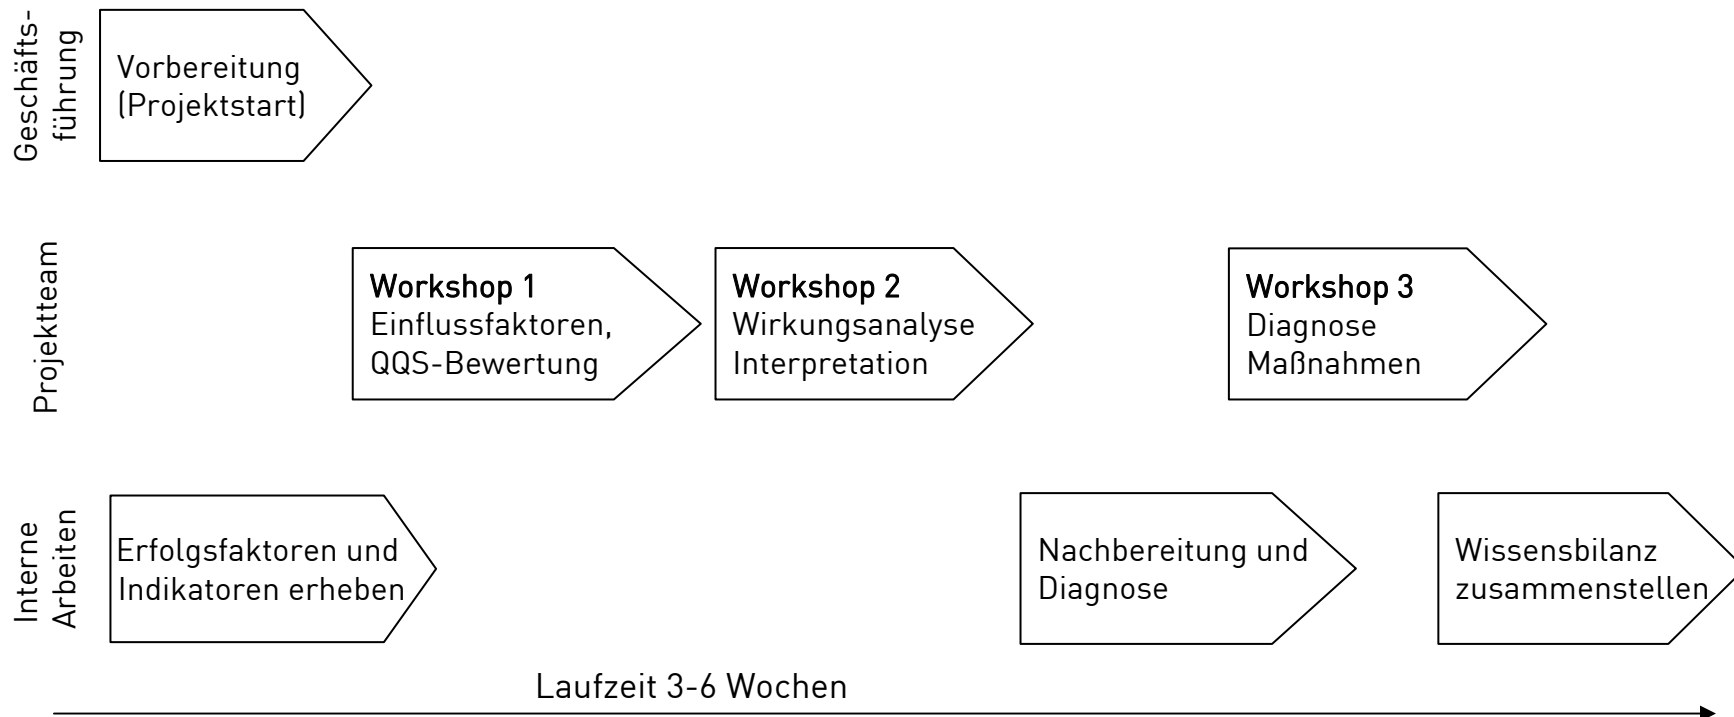 Geschäfts-
führung
Vorbereitung
(Projektstart)
Projektteam
Workshop 1
Einflussfaktoren,
QQS-Bewertung
Workshop 2
Wirkungsanalyse
Interpretation
Workshop 3
Diagnose
Maßnahmen
Interne
Arbeiten
Erfolgsfaktoren und
Indikatoren erheben
Nachbereitung und
Diagnose
Wissensbilanz
zusammenstellen
Laufzeit 3-6 Wochen